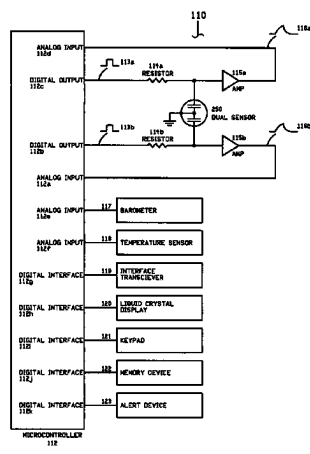 110
ANALOG INPUT
112d
113a
114a
RESISTOR
115a
AMP
116a
DIGITAL OUTPUT
112c
250
DUAL SENSOR
113b
114b
RESISTOR
115b
AMP
116b
DIGITAL OUTPUT
112b
ANALOG INPUT
112a
ANALOG INPUT
112e
117
BAROMETER
ANALOG INPUT
112f
118
TEMPERATURE SENSOR
DIGITAL INTERFACE
112g
119
INTERFACE
TRANSCIEVER
DIGITAL INTERFACE
112h
120
LIQUID CRYSTAL
DISPLAY
DIGITAL INTERFACE
112i
121
KEYPAD
DIGITAL INTERFACE
112j
122
MEMORY DEVICE
DIGITAL INTERFACE
112k
123
ALERT DEVICE
MICROCONTROLLER
112